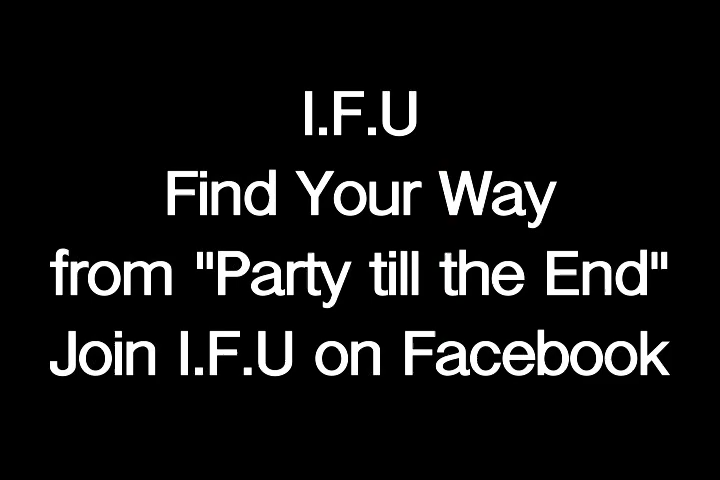 I.F.U
Find Your Way
from "Party till the End"
Join I.F.U on Facebook